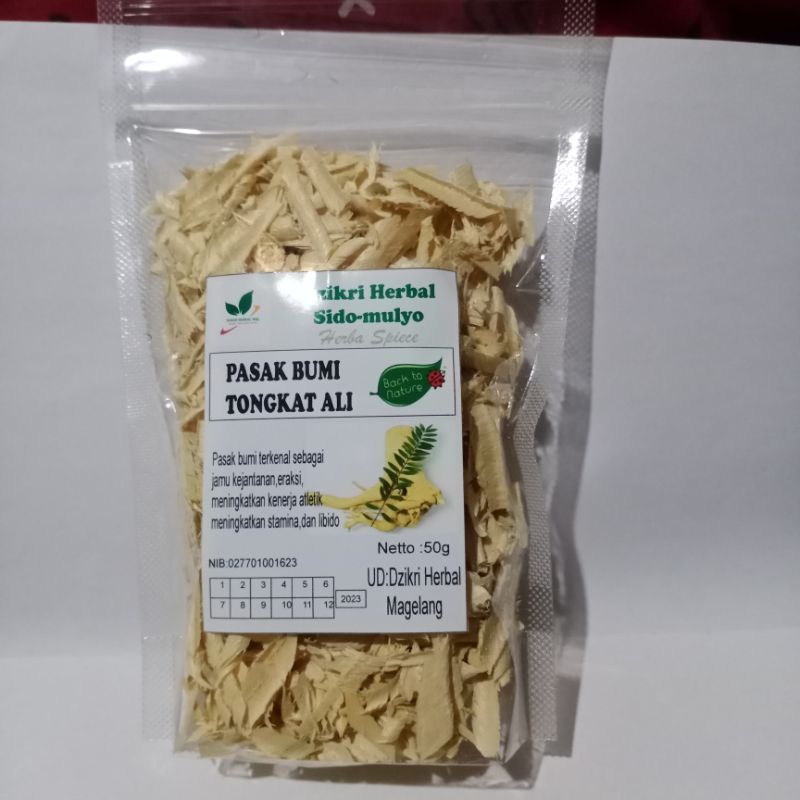 Dzikri Herbal
Sido-mulyo
Herba Spiece
PASAK BUMI
TONGKAT ALI
Back to
Nature
Pasak bumi terkenal sebagai
jamu kejantanan,eraksi,
meningkatkan kenerja atletik
meningkatkan stamina,dan libido
Netto :50g
NIB:027701001623
1 2 3 4 5 6
7 8 9 10 11 12
2023
UD:Dzikri Herbal
Magelang